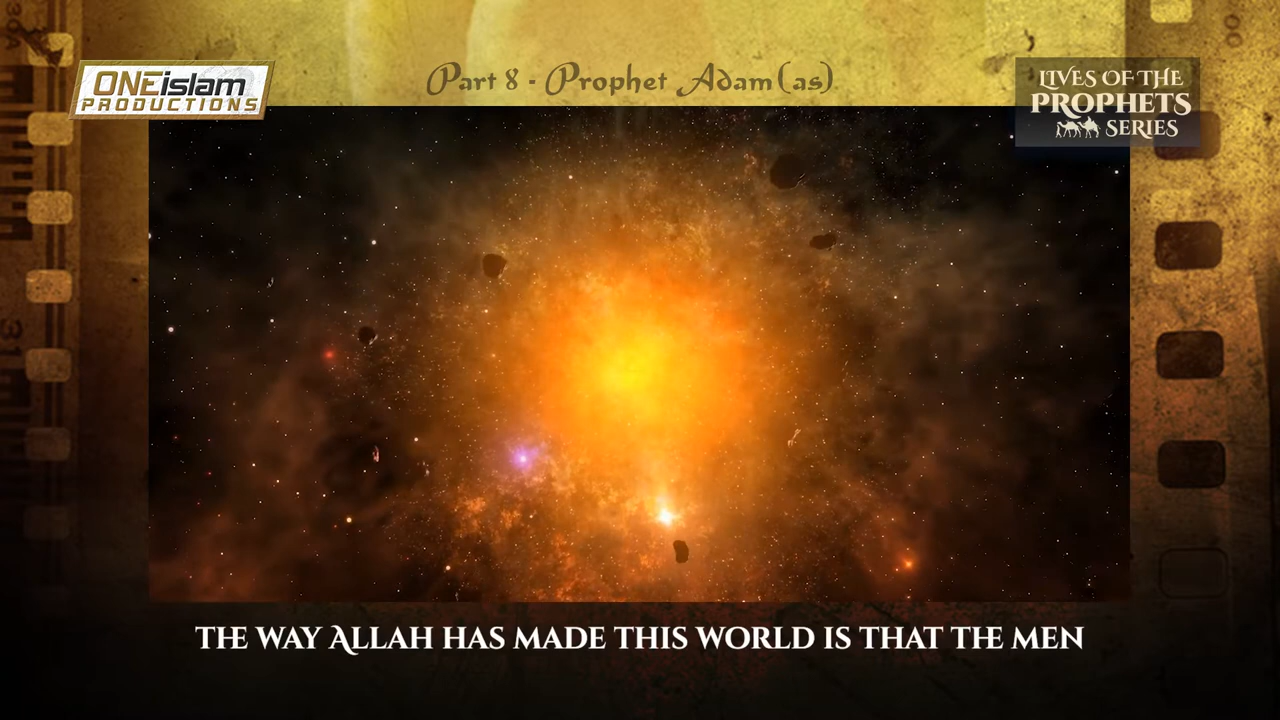 ONEislam
PRODUCTIONS
Part 8 - Prophet Adam (as)
LIVES OF THE
PROPHETS
SERIES
THE WAY ALLAH HAS MADE THIS WORLD IS THAT THE MEN